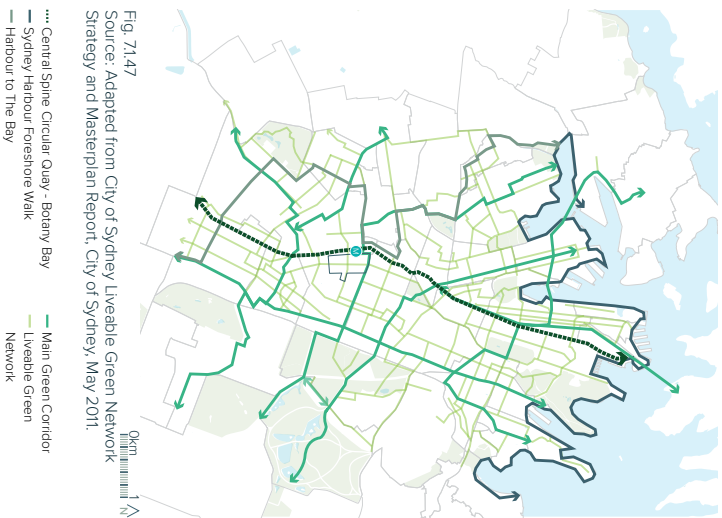 Fig. 7.1.47
Source: Adapted from City of Sydney Liveable Green Network
Strategy and Masterplan Report, City of Sydney, May 2011.
0km 1
N
Central Spine Circular Quay - Botany Bay
Sydney Harbour Foreshore Walk
Harbour to The Bay
Main Green Corridor
Liveable Green
Network